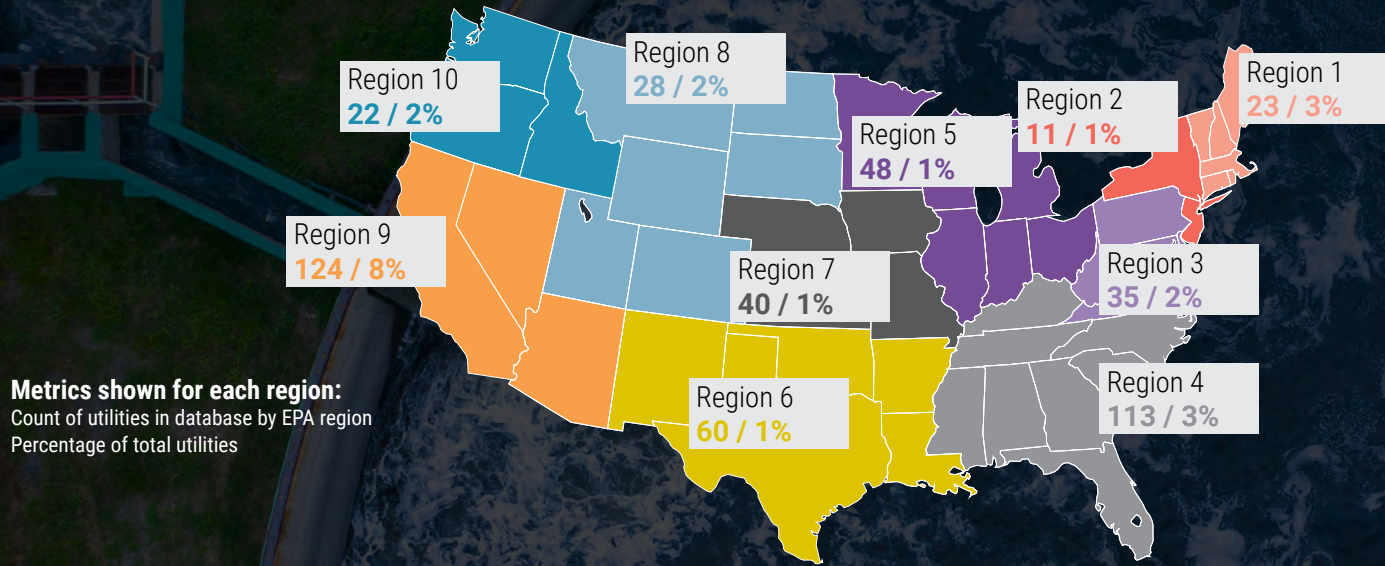 Region 8
28 / 2%
Region 10
22 / 2%
Region 1
23 / 3%
Region 2
11 / 1%
Region 5
48 / 1%
Region 9
124 / 8%
Region 7
40 / 1%
Region 3
35 / 2%
Metrics shown for each region:
Count of utilities in database by EPA region
Percentage of total utilities
Region 6
60 / 1%
Region 4
113 / 3%